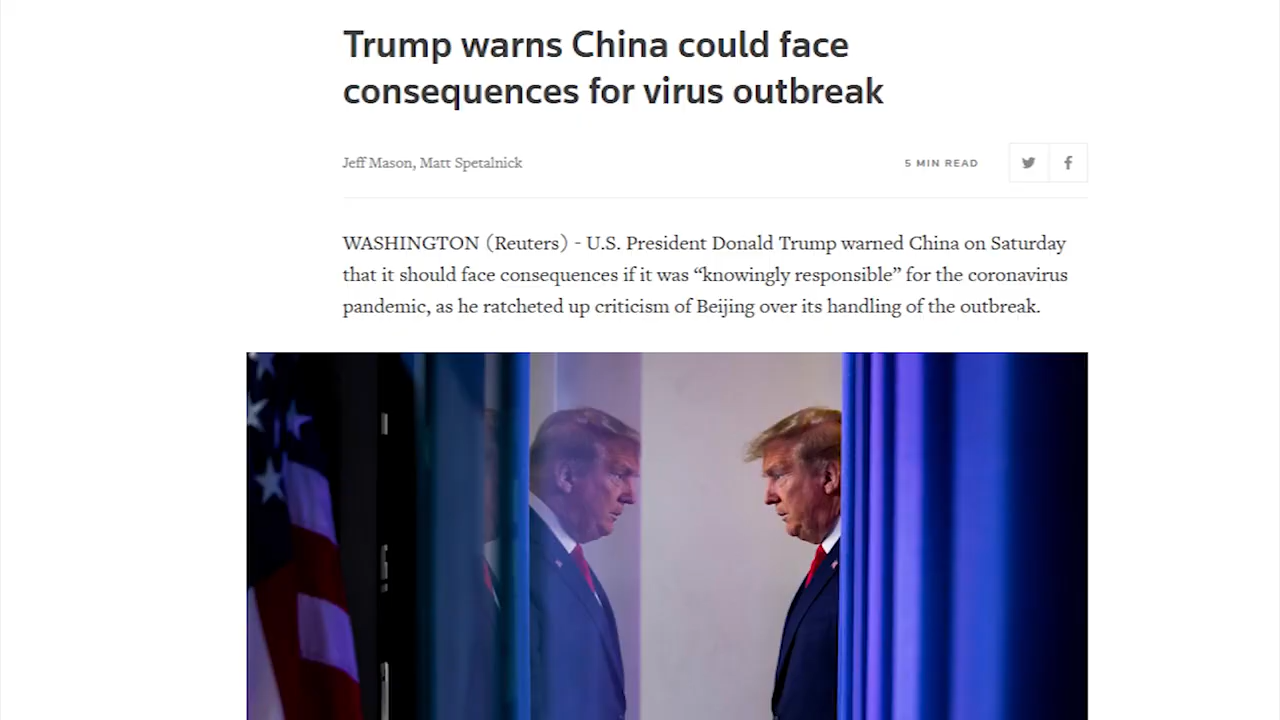 Trump warns China could face
consequences for virus outbreak
Jeff Mason, Matt Spetalnick
5 MIN READ
WASHINGTON (Reuters) - U.S. President Donald Trump warned China on Saturday
that it should face consequences if it was “knowingly responsible” for the coronavirus
pandemic, as he ratcheted up criticism of Beijing over its handling of the outbreak.